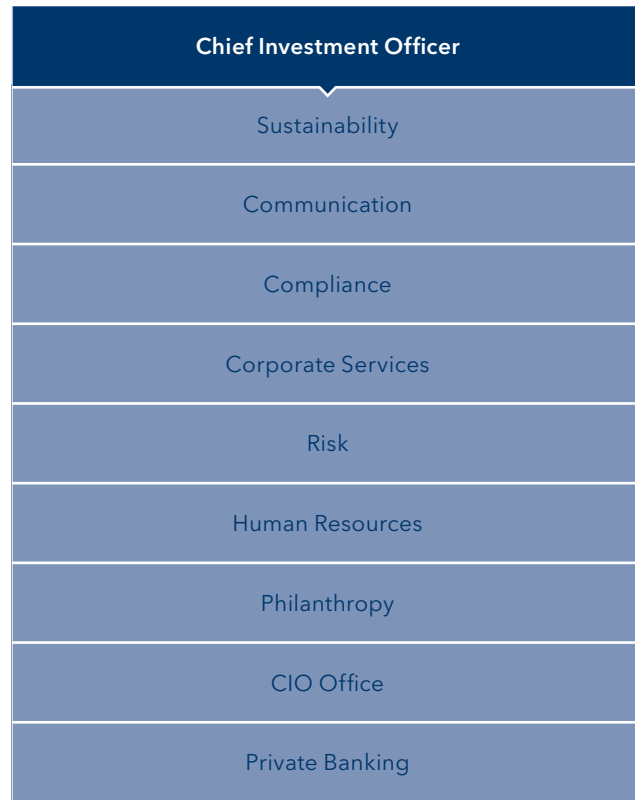 Chief Investment Officer
Sustainability
Communication
Compliance
Corporate Services
Risk
Human Resources
Philanthropy
CIO Office
Private Banking